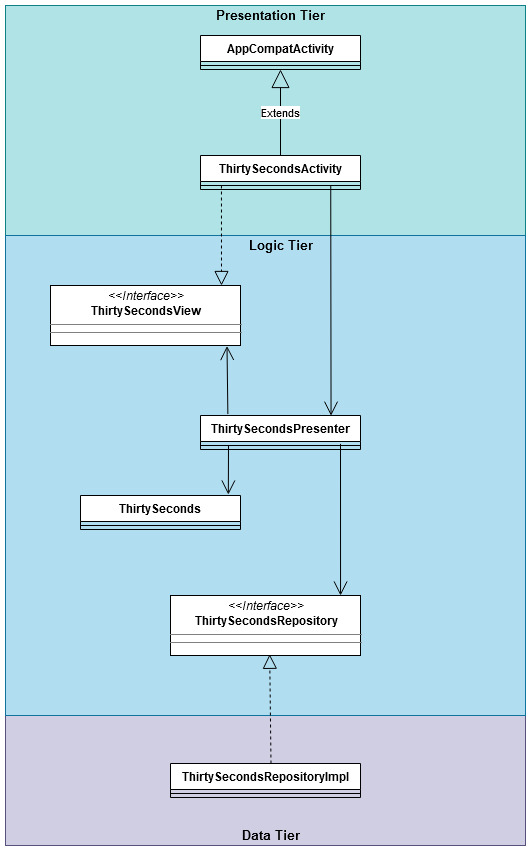 Presentation Tier
AppCompatActivity
Extends
ThirtySecondsActivity
Logic Tier
<<Interface>>
ThirtySecondsView
ThirtySecondsPresenter
ThirtySeconds
<<Interface>>
ThirtySecondsRepository
ThirtySecondsRepositoryImpl
Data Tier